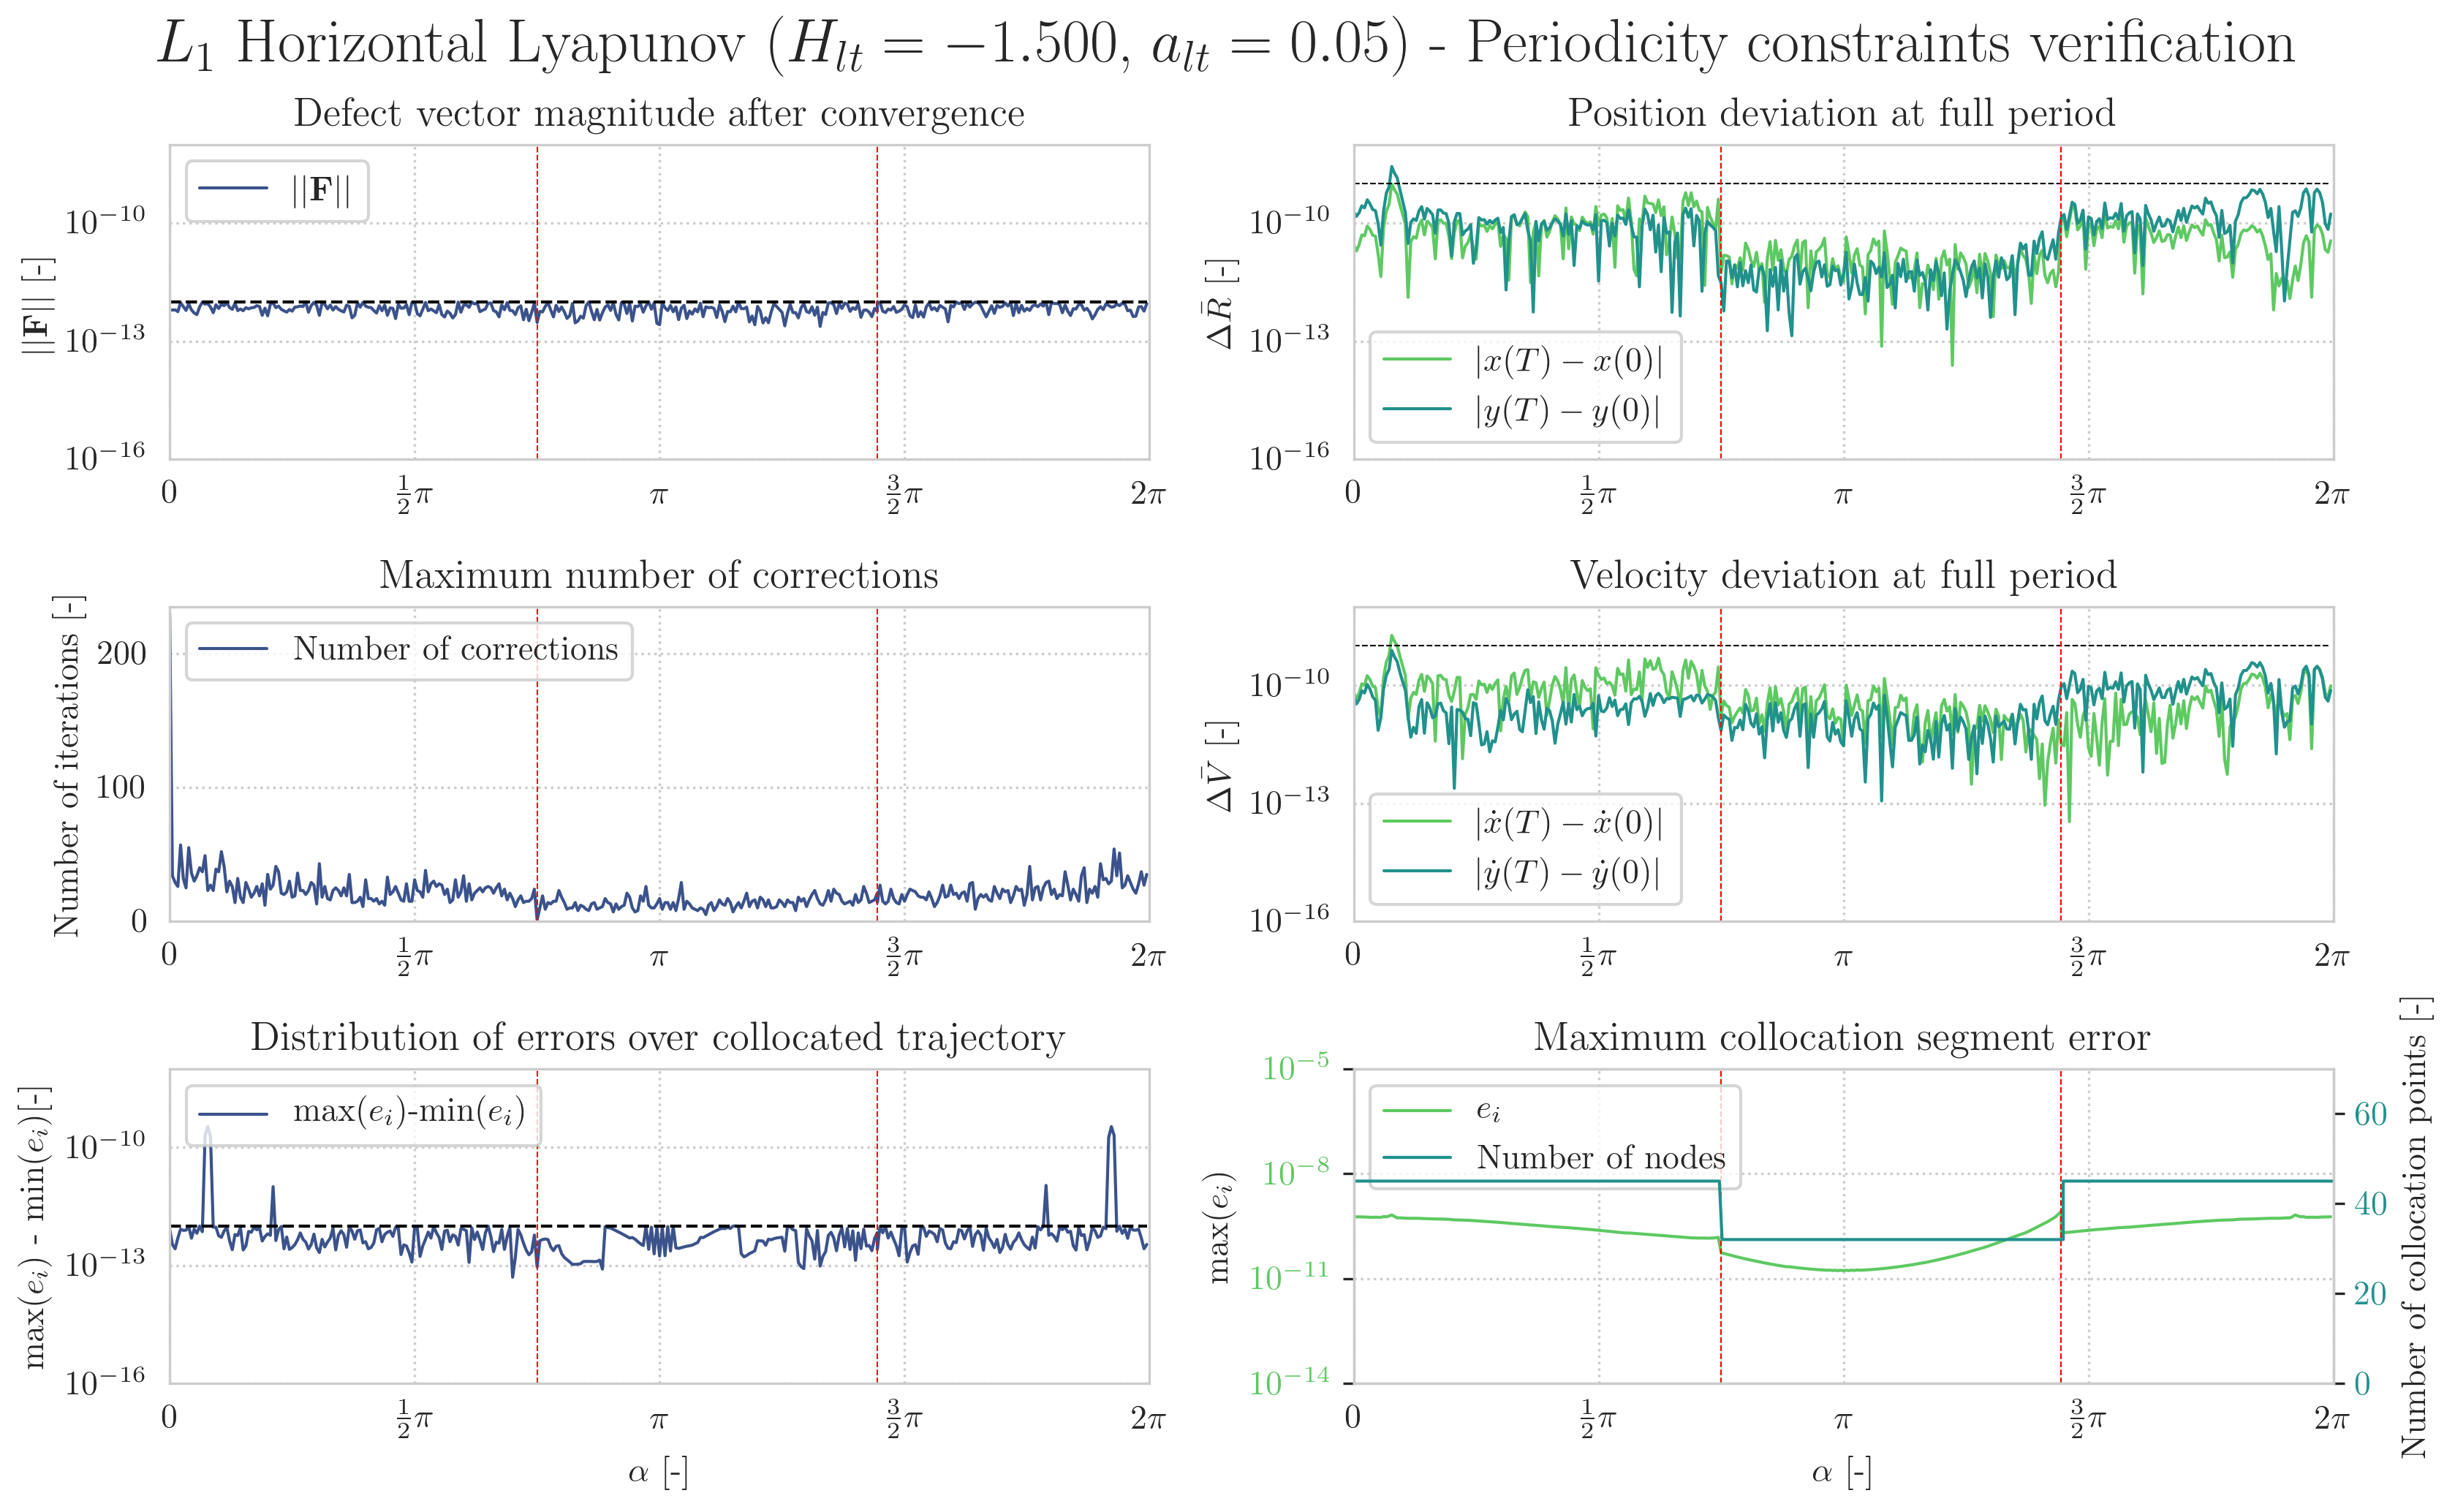 L₁ Horizontal Lyapunov (H_lt = −1.500, a_lt = 0.05) - Periodicity constraints verification
Defect vector magnitude after convergence
||F||
||F|| [-]
10⁻¹⁰
10⁻¹³
10⁻¹⁶
0
½π
π
3/2π
2π
Position deviation at full period
ΔR̄ [-]
10⁻¹⁰
10⁻¹³
10⁻¹⁶
|x(T) − x(0)|
|y(T) − y(0)|
0
½π
π
3/2π
2π
Maximum number of corrections
Number of corrections
Number of iterations [-]
200
100
0
0
½π
π
3/2π
2π
Velocity deviation at full period
ΔV̄ [-]
10⁻¹⁰
10⁻¹³
10⁻¹⁶
|ẋ(T) − ẋ(0)|
|ẏ(T) − ẏ(0)|
0
½π
π
3/2π
2π
Distribution of errors over collocated trajectory
max(eᵢ)-min(eᵢ)
max(eᵢ) - min(eᵢ)[-]
10⁻¹⁰
10⁻¹³
10⁻¹⁶
0
½π
π
3/2π
2π
α [-]
Maximum collocation segment error
eᵢ
Number of nodes
max(eᵢ)
10⁻⁵
10⁻⁸
10⁻¹¹
10⁻¹⁴
Number of collocation points [-]
60
40
20
0
0
½π
π
3/2π
2π
α [-]